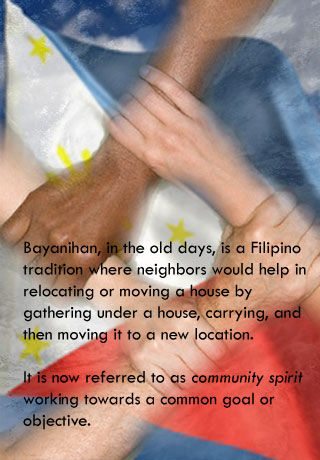 Bayanihan, in the old days, is a Filipino
tradition where neighbors would help in
relocating or moving a house by
gathering under a house, carrying, and
then moving it to a new location.
It is now referred to as community spirit
working towards a common goal or
objective.